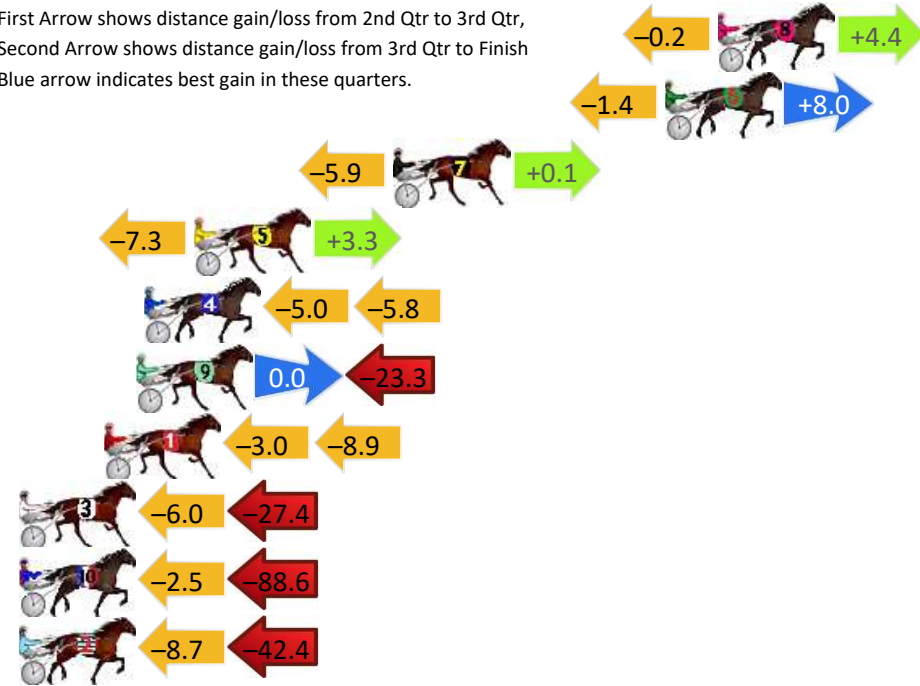 First Arrow shows distance gain/loss from 2nd Qtr to 3rd Qtr,
Second Arrow shows distance gain/loss from 3rd Qtr to Finish
Blue arrow indicates best gain in these quarters.
–0.2 8 +4.4
–1.4 6 +8.0
–5.9 7 +0.1
–7.3 5 +3.3
4 –5.0 –5.8
9 0.0 –23.3
1 –3.0 –8.9
3 –6.0 –27.4
10 –2.5 –88.6
2 –8.7 –42.4